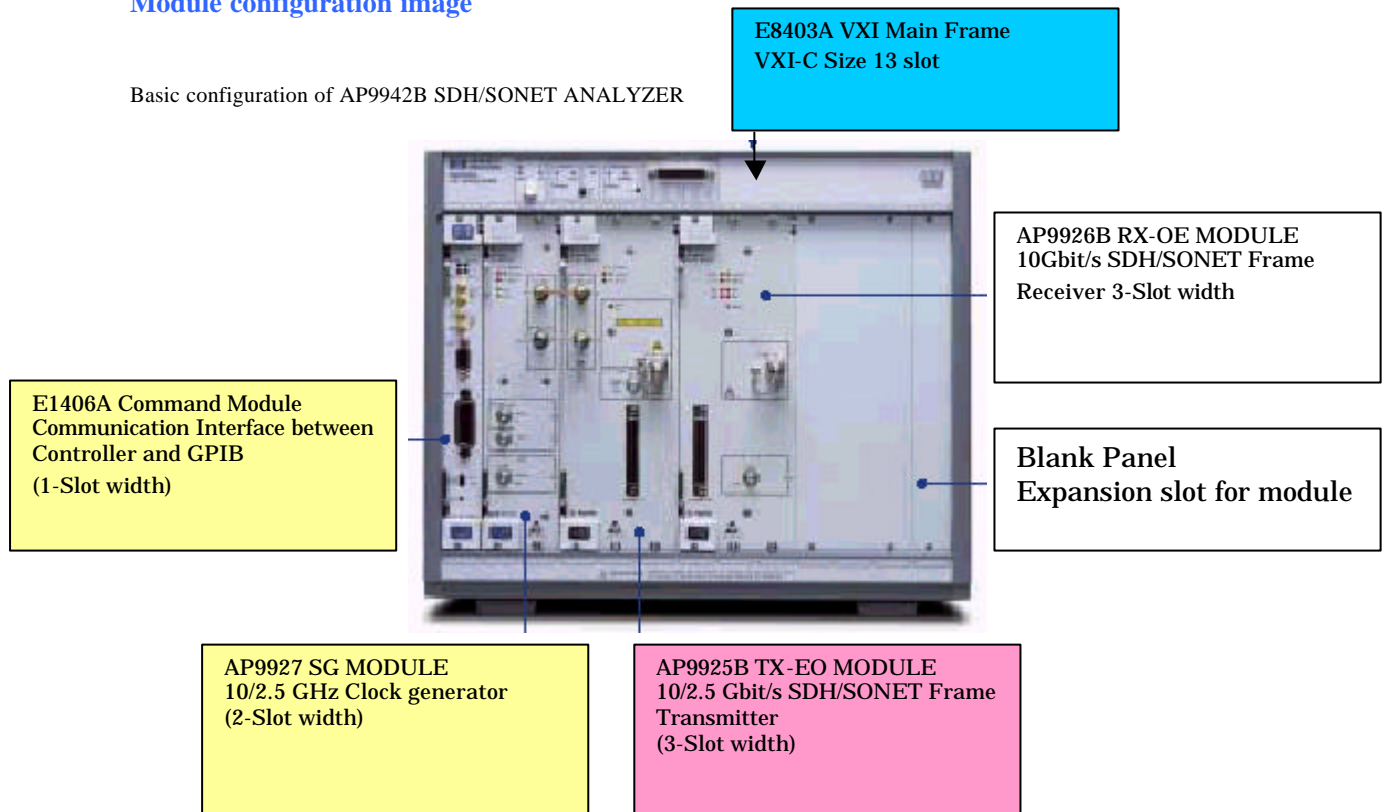 Module configuration image
E8403A VXI Main Frame
VXI-C Size 13 slot
Basic configuration of AP9942B SDH/SONET ANALYZER
AP9926B RX-OE MODULE
10Gbit/s SDH/SONET Frame
Receiver 3-Slot width
E1406A Command Module
Communication Interface between
Controller and GPIB
(1-Slot width)
Blank Panel
Expansion slot for module
AP9927 SG MODULE
10/2.5 GHz Clock generator
(2-Slot width)
AP9925B TX-EO MODULE
10/2.5 Gbit/s SDH/SONET Frame
Transmitter
(3-Slot width)